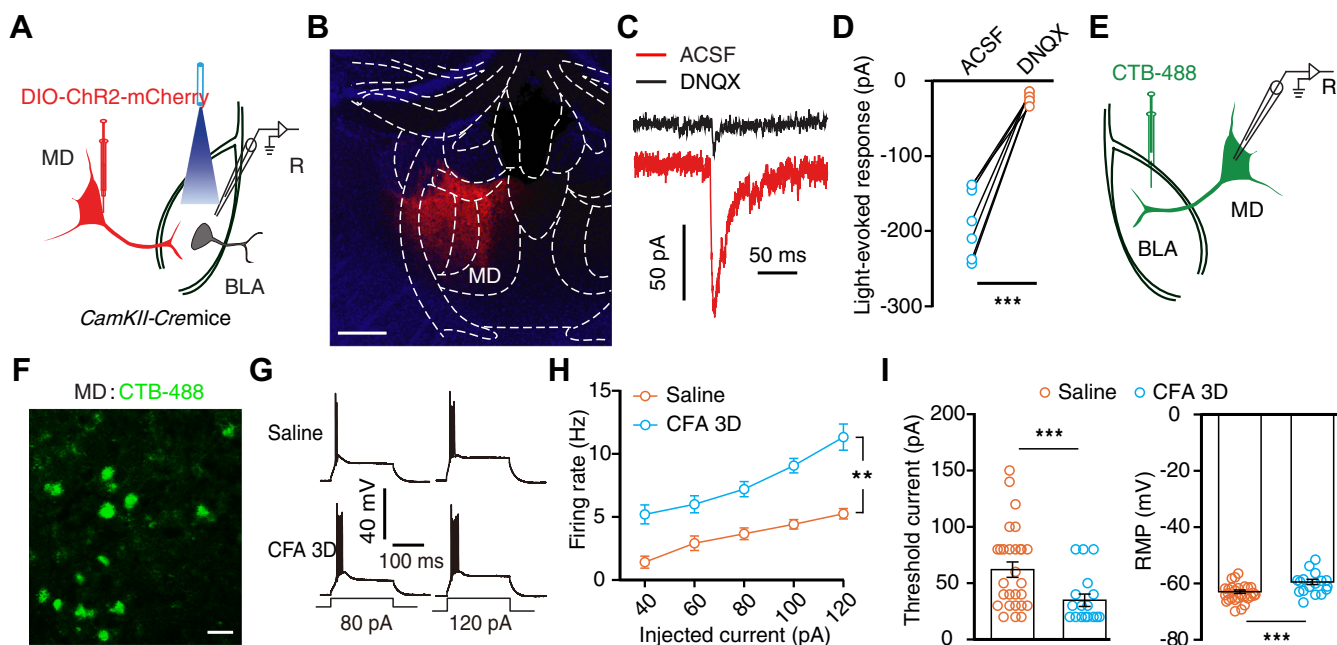 A
DIO-ChR2-mCherry
MD
R
BLA
CamKII-Cremice
B
MD
C
ACSF
DNQX
50 pA
50 ms
D
ACSF
DNQX
Light-evoked response (pA)
0
-100
-200
-300
***
E
CTB-488
R
BLA
MD
F
MD: CTB-488
G
Saline
CFA 3D
40 mV
100 ms
80 pA
120 pA
H
Saline
CFA 3D
Firing rate (Hz)
15
10
5
0
**
40
60
80
100
120
Injected current (pA)
I
Saline
CFA 3D
Threshold current (pA)
200
150
100
50
0
***
RMP (mV)
0
-20
-40
-60
-80
***